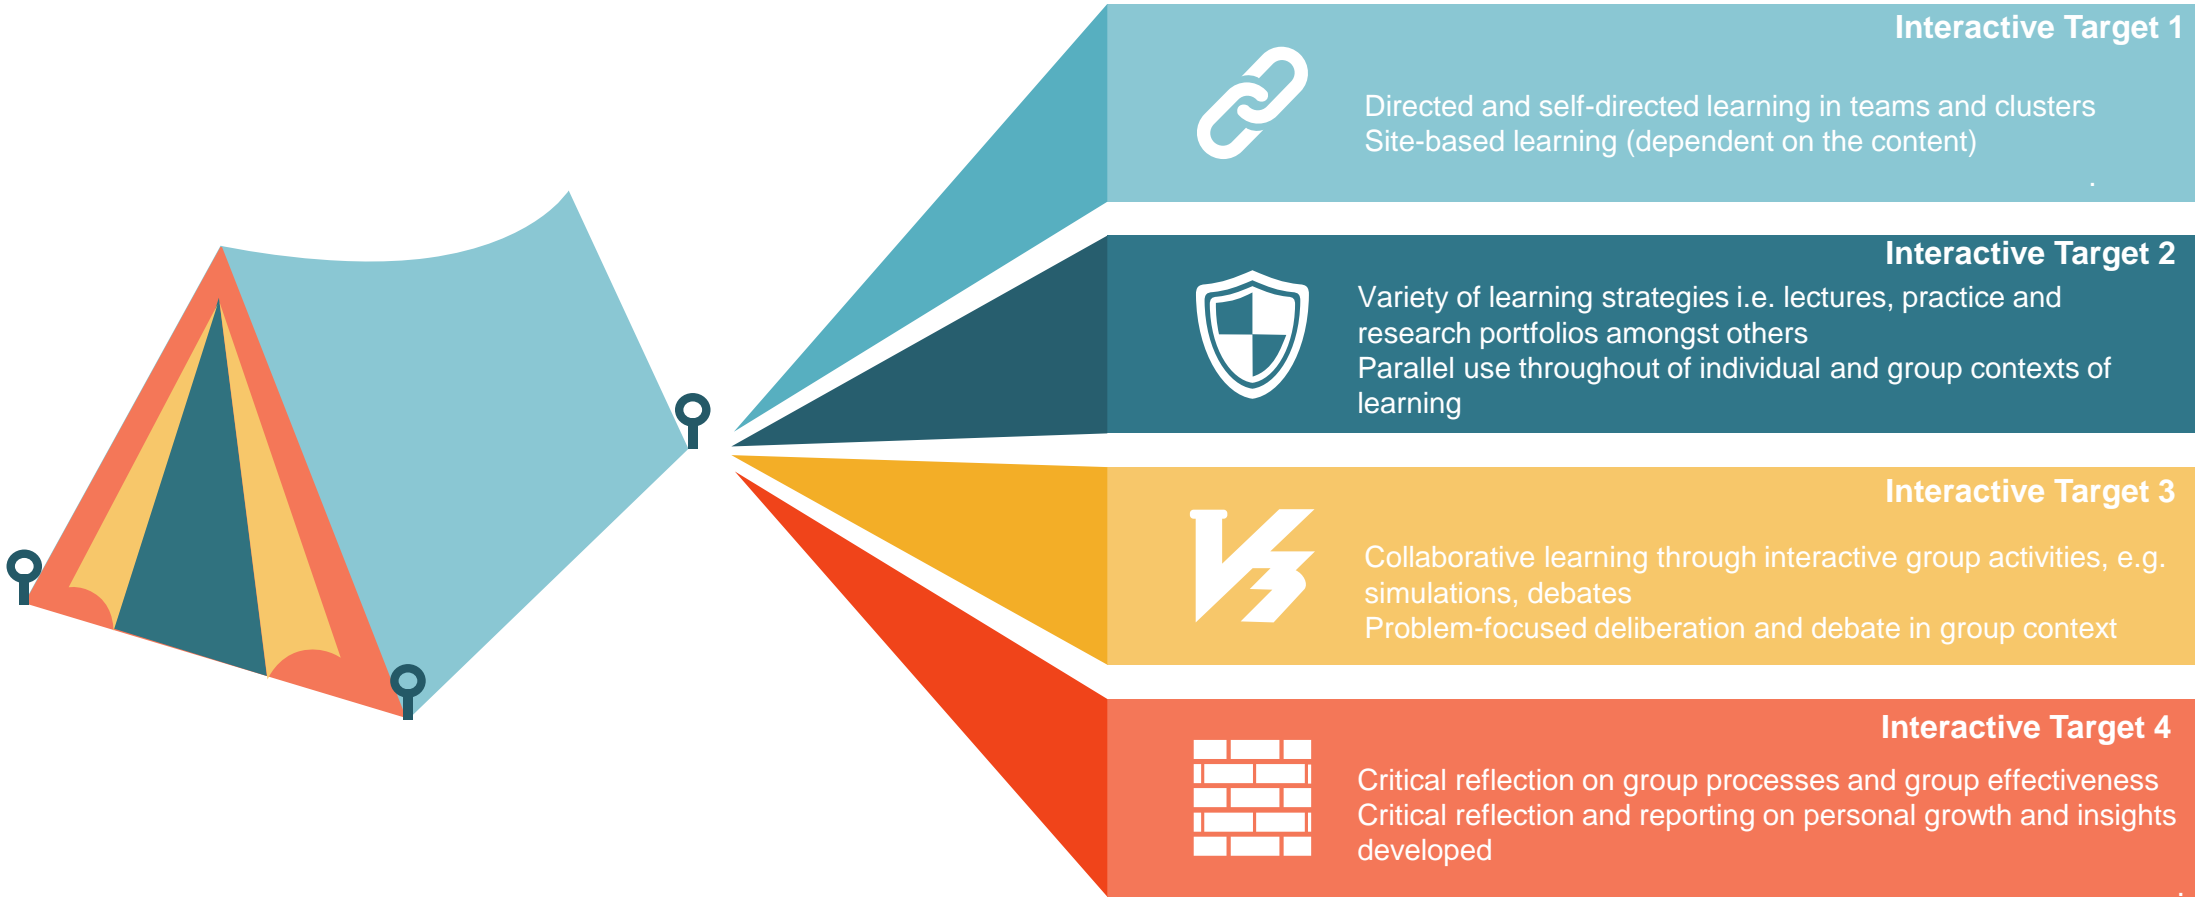 Interactive Target 1
Directed and self-directed learning in teams and clusters
Site-based learning (dependent on the content)
.
Interactive Target 2
Variety of learning strategies i.e. lectures, practice and
research portfolios amongst others
Parallel use throughout of individual and group contexts of
learning
Interactive Target 3
Collaborative learning through interactive group activities, e.g.
simulations, debates
Problem-focused deliberation and debate in group context
Interactive Target 4
Critical reflection on group processes and group effectiveness
Critical reflection and reporting on personal growth and insights
developed
.